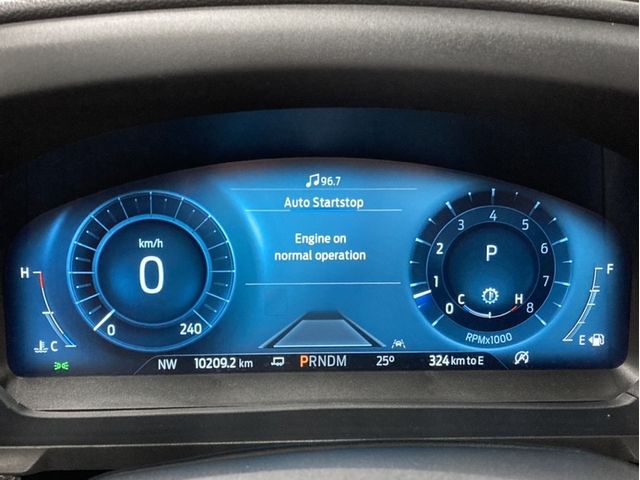 96.7
Auto Startstop
Engine on
normal operation
km/h
0
0
240
H
C
P
0
1
2
3
4
5
6
7
8
C
H
RPMx1000
F
E
NW 10209.2 km PRNDM 25° 324 km to E